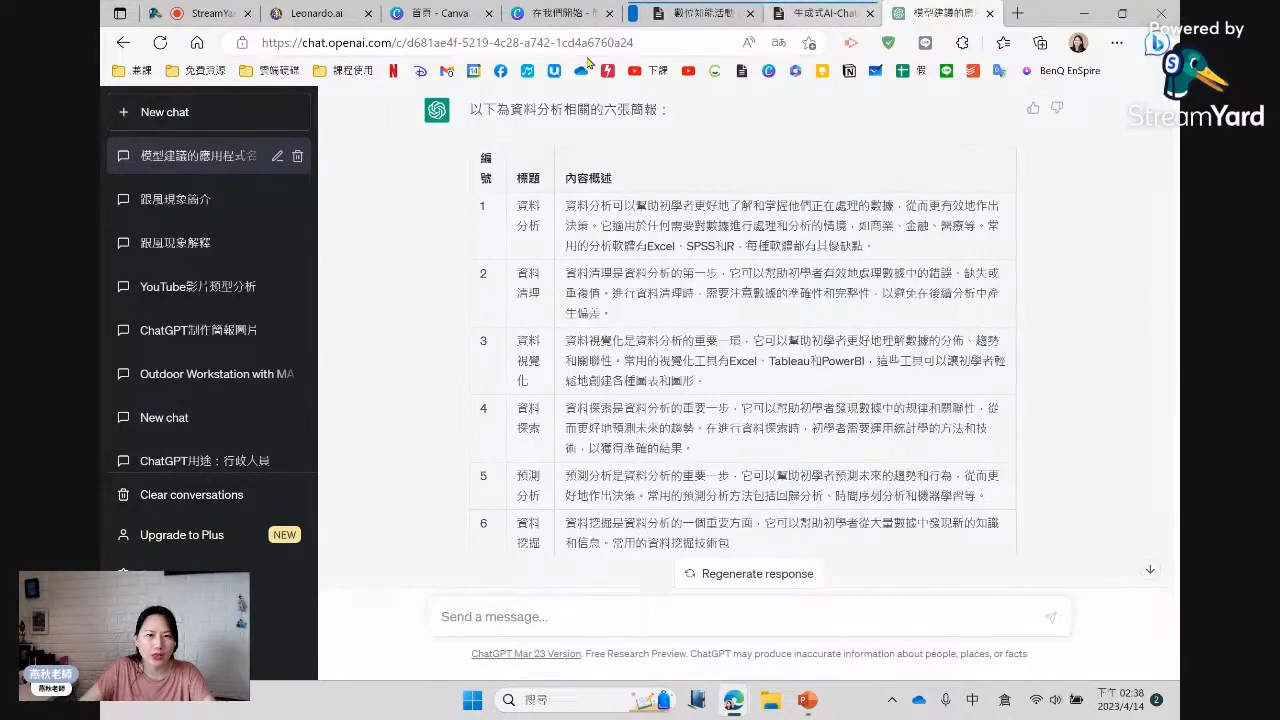 StreamYar
Leonardo.ai
首頁 - Canva
在我們開始 - 
數位知能活動
生成式AI-Chat
模型建議的應
Powered by
StreamYard
https://chat.openai.com/c/d681ae4f-5219-4c28-a742-1cd4a6760a24
兼課
免費資源
雲端硬碟
課程使用
下課
假
BenQ EnSpire
New chat
模型建議的應用程式名
跟風現象簡介
跟風現象解釋
YouTube影片類型分析
ChatGPT制作簡報圖片
Outdoor Workstation with MA
New chat
ChatGPT用途：行政人員
Clear conversations
Upgrade to Plus
NEW
以下為資料分析相關的六張簡報：
編號 標題 內容概述
1 資料分析 資料分析可以幫助初學者更好地了解和掌握他們正在處理的數據，從而更有效地作出
決策。它適用於任何需要對數據進行處理和分析的情境，如商業、金融、醫療等。常
用的分析軟體有Excel、SPSS和R，每種軟體都有其優缺點。
2 資料清理 資料清理是資料分析的第一步，它可以幫助初學者有效地處理數據中的錯誤、缺失或
重複值。進行資料清理時，需要注意數據的準確性和完整性，以避免在後續分析中產
生偏差。
3 資料視覺化 資料視覺化是資料分析的重要一環，它可以幫助初學者更好地理解數據的分佈、趨勢
和關聯性。常用的視覺化工具有Excel、Tableau和PowerBI，這些工具可以讓初學者輕
鬆地創建各種圖表和圖形。
4 資料探索 資料探索是資料分析的重要一步，它可以幫助初學者發現數據中的規律和關聯性，從
而更好地預測未來的趨勢。在進行資料探索時，初學者需要運用統計學的方法和技
術，以獲得準確的結果。
5 預測分析 預測分析是資料分析的重要一步，它可以幫助初學者預測未來的趨勢和行為，從而更
好地作出決策。常用的預測分析方法包括回歸分析、時間序列分析和機器學習等。
6 資料挖掘 資料挖掘是資料分析的一個重要方面，它可以幫助初學者從大量數據中發現新的知識
和信息。常用的資料挖掘技術包
Regenerate response
Send a message...
ChatGPT Mar 23 Version. Free Research Preview. ChatGPT may produce inaccurate information about people, places, or facts
燕秋老師
燕秋老師
搜尋
中
倉
下午 02:38
2023/4/14
2